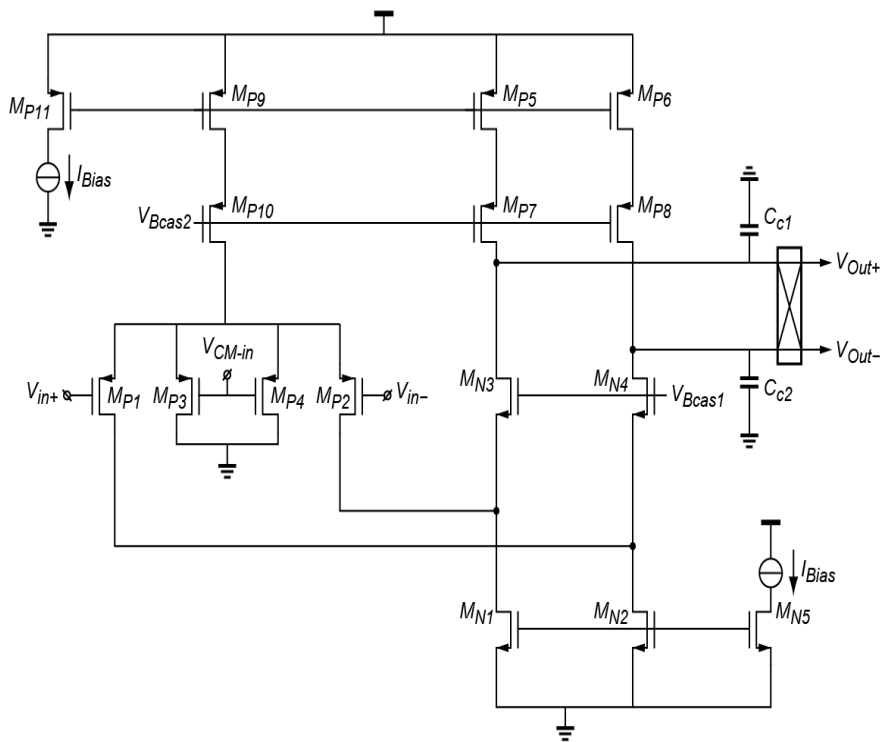 M_P11
M_P9
M_P5
M_P6
I_Bias
V_Bcas2
M_P10
M_P7
M_P8
C_c1
V_Out+
V_CM-in
V_Out−
V_in+
M_P1
M_P3
M_P4
M_P2
V_in−
M_N3
M_N4
V_Bcas1
C_c2
I_Bias
M_N1
M_N2
M_N5